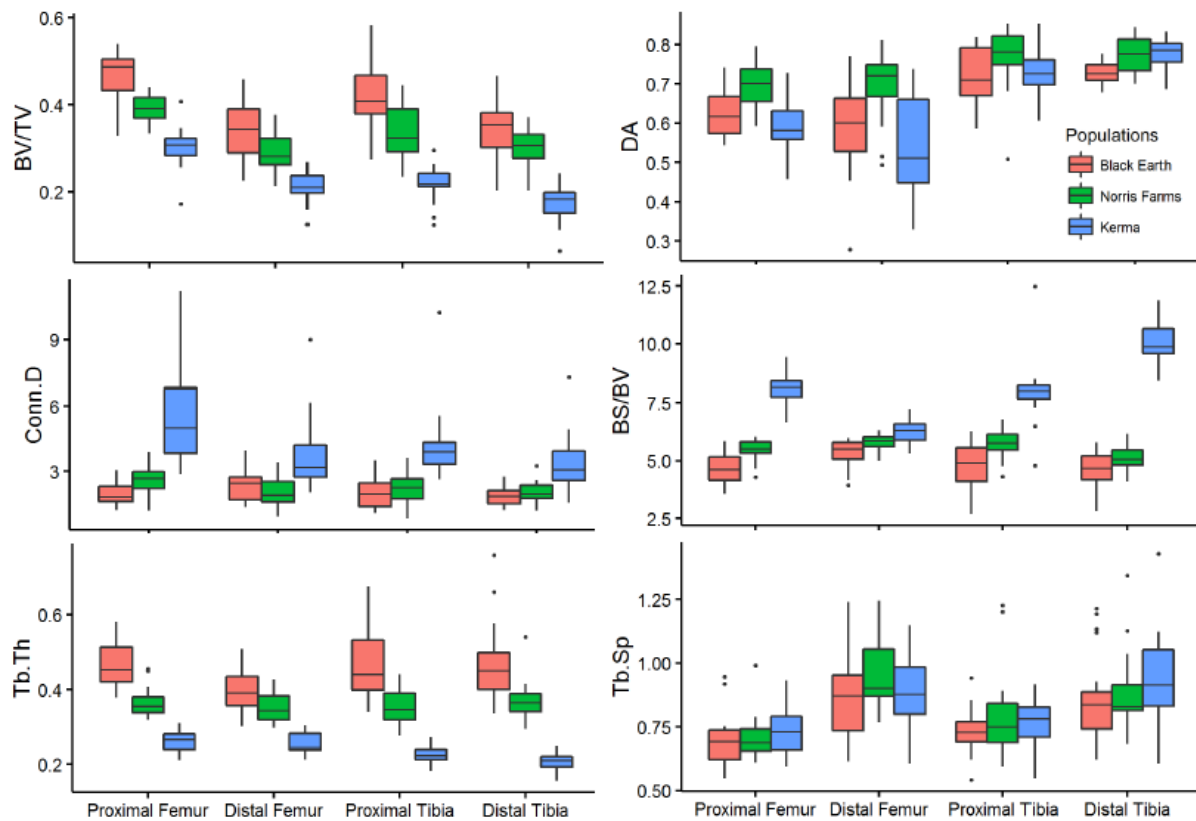 BV/TV
0.6
0.4
0.2
DA
0.8
0.7
0.6
0.5
0.4
0.3
Populations
Black Earth
Norris Farms
Kerma
Conn.D
9
6
3
BS/BV
12.5
10.0
7.5
5.0
2.5
Tb.Th
0.6
0.4
0.2
Proximal Femur Distal Femur Proximal Tibia Distal Tibia
Tb.Sp
1.25
1.00
0.75
0.50
Proximal Femur Distal Femur Proximal Tibia Distal Tibia